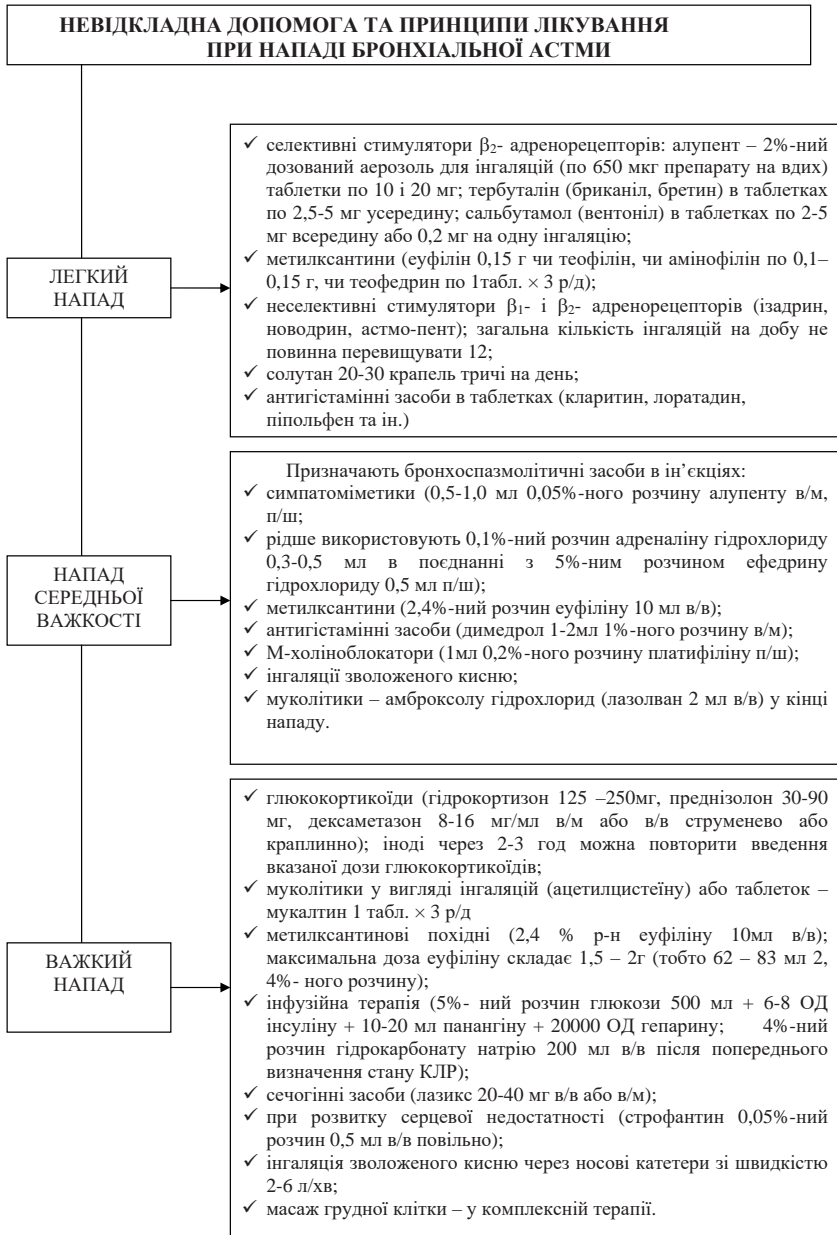 НЕВІДКЛАДНА ДОПОМОГА ТА ПРИНЦИПИ ЛІКУВАННЯ
ПРИ НАПАДІ БРОНХІАЛЬНОЇ АСТМИ
ЛЕГКИЙ
НАПАД
✓ селективні стимулятори β₂- адренорецепторів: алупент – 2%-ний
дозований аерозоль для інгаляцій (по 650 мкг препарату на вдих)
таблетки по 10 і 20 мг; тербуталін (бриканіл, бретин) в таблетках
по 2,5-5 мг усередину; сальбутамол (вентоніл) в таблетках по 2-5
мг всередину або 0,2 мг на одну інгаляцію;
✓ метилксантини (еуфілін 0,15 г чи теофілін, чи амінофілін по 0,1–
0,15 г, чи теофедрин по 1табл. × 3 р/д);
✓ неселективні стимулятори β₁- і β₂- адренорецепторів (ізадрин,
новодрин, астмо-пент); загальна кількість інгаляцій на добу не
повинна перевищувати 12;
✓ солутан 20-30 крапель тричі на день;
✓ антигістамінні засоби в таблетках (кларитин, лоратадин,
піпольфен та ін.)
НАПАД
СЕРЕДНЬОЇ
ВАЖКОСТІ
Призначають бронхоспазмолітичні засоби в ін’єкціях:
✓ симпатоміметики (0,5-1,0 мл 0,05%-ного розчину алупенту в/м,
п/ш;
✓ рідше використовують 0,1%-ний розчин адреналіну гідрохлориду
0,3-0,5 мл в поєднанні з 5%-ним розчином ефедрину
гідрохлориду 0,5 мл п/ш);
✓ метилксантини (2,4%-ний розчин еуфіліну 10 мл в/в);
✓ антигістамінні засоби (димедрол 1-2мл 1%-ного розчину в/м);
✓ М-холіноблокатори (1мл 0,2%-ного розчину платифіліну п/ш);
✓ інгаляції зволоженого кисню;
✓ муколітики – амброксолу гідрохлорид (лазолван 2 мл в/в) у кінці
нападу.
ВАЖКИЙ
НАПАД
✓ глюкокортикоїди (гідрокортизон 125 –250мг, преднізолон 30-90
мг, дексаметазон 8-16 мг/мл в/м або в/в струменево або
краплинно); іноді через 2-3 год можна повторити введення
вказаної дози глюкокортикоїдів;
✓ муколітики у вигляді інгаляцій (ацетилцистеїну) або таблеток –
мукалтин 1 табл. × 3 р/д
✓ метилксантинові похідні (2,4 % р-н еуфіліну 10мл в/в);
максимальна доза еуфіліну складає 1,5 – 2г (тобто 62 – 83 мл 2,
4%- ного розчину);
✓ інфузійна терапія (5%- ний розчин глюкози 500 мл + 6-8 ОД
інсуліну + 10-20 мл панангіну + 20000 ОД гепарину; 4%-ний
розчин гідрокарбонату натрію 200 мл в/в після попереднього
визначення стану КЛР);
✓ сечогінні засоби (лазикс 20-40 мг в/в або в/м);
✓ при розвитку серцевої недостатності (строфантин 0,05%-ний
розчин 0,5 мл в/в повільно);
✓ інгаляція зволоженого кисню через носові катетери зі швидкістю
2-6 л/хв;
✓ масаж грудної клітки – у комплексній терапії.